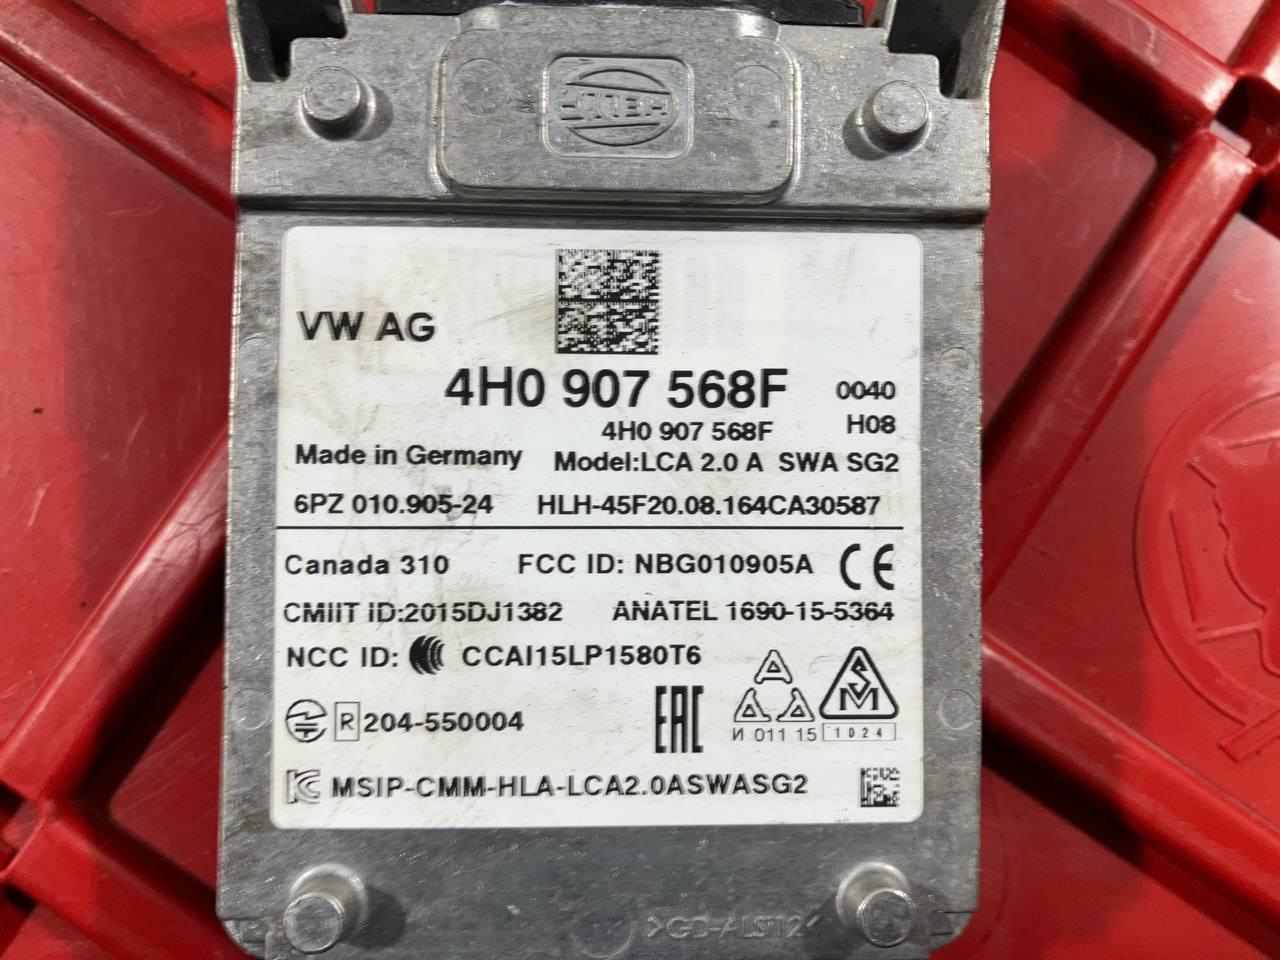 HELLA
VW AG
4H0 907 568F 0040
4H0 907 568F H08
Made in Germany Model:LCA 2.0 A SWA SG2
6PZ 010.905-24 HLH-45F20.08.164CA30587
Canada 310 FCC ID: NBG010905A CE
CMIIT ID:2015DJ1382 ANATEL 1690-15-5364
NCC ID: CCAI15LP1580T6
R 204-550004 EAC И 011 15 SM 1024
KC MSIP-CMM-HLA-LCA2.0ASWASG2